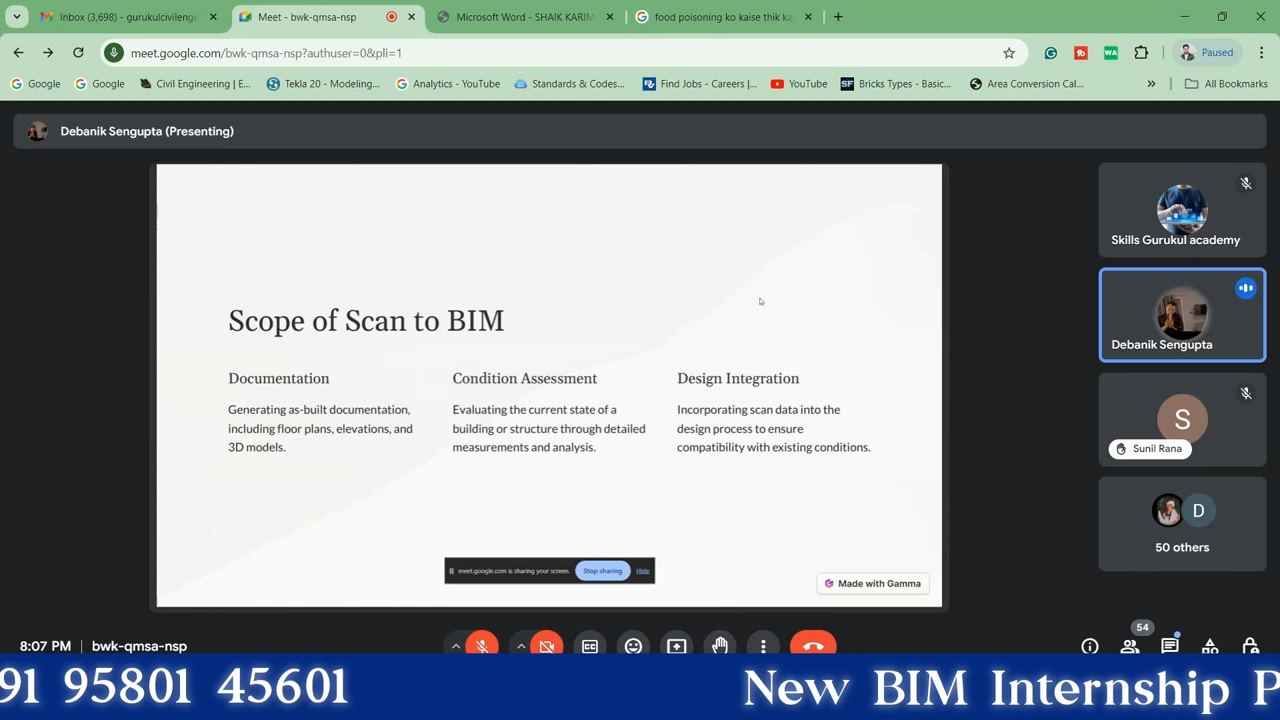 Inbox (3,698) - gurukulcivileng
Meet - bwk-qmsa-nsp
Microsoft Word - SHAIK KARIM
food poisoning ko kaise thik ka
meet.google.com/bwk-qmsa-nsp?authuser=0&pli=1
Paused
Google
Google
Civil Engineering | E...
Tekla 20 - Modeling...
Analytics - YouTube
Standards & Codes...
Find Jobs - Careers |...
YouTube
Bricks Types - Basic...
Area Conversion Cal...
All Bookmarks
Debanik Sengupta (Presenting)
Scope of Scan to BIM
Documentation
Generating as-built documentation,
including floor plans, elevations, and
3D models.
Condition Assessment
Evaluating the current state of a
building or structure through detailed
measurements and analysis.
Design Integration
Incorporating scan data into the
design process to ensure
compatibility with existing conditions.
meet.google.com is sharing your screen.
Stop sharing
Hide
Made with Gamma
Skills Gurukul academy
Debanik Sengupta
S
Sunil Rana
D
50 others
8:07 PM | bwk-qmsa-nsp
54
91 95801 45601
New BIM Internship P